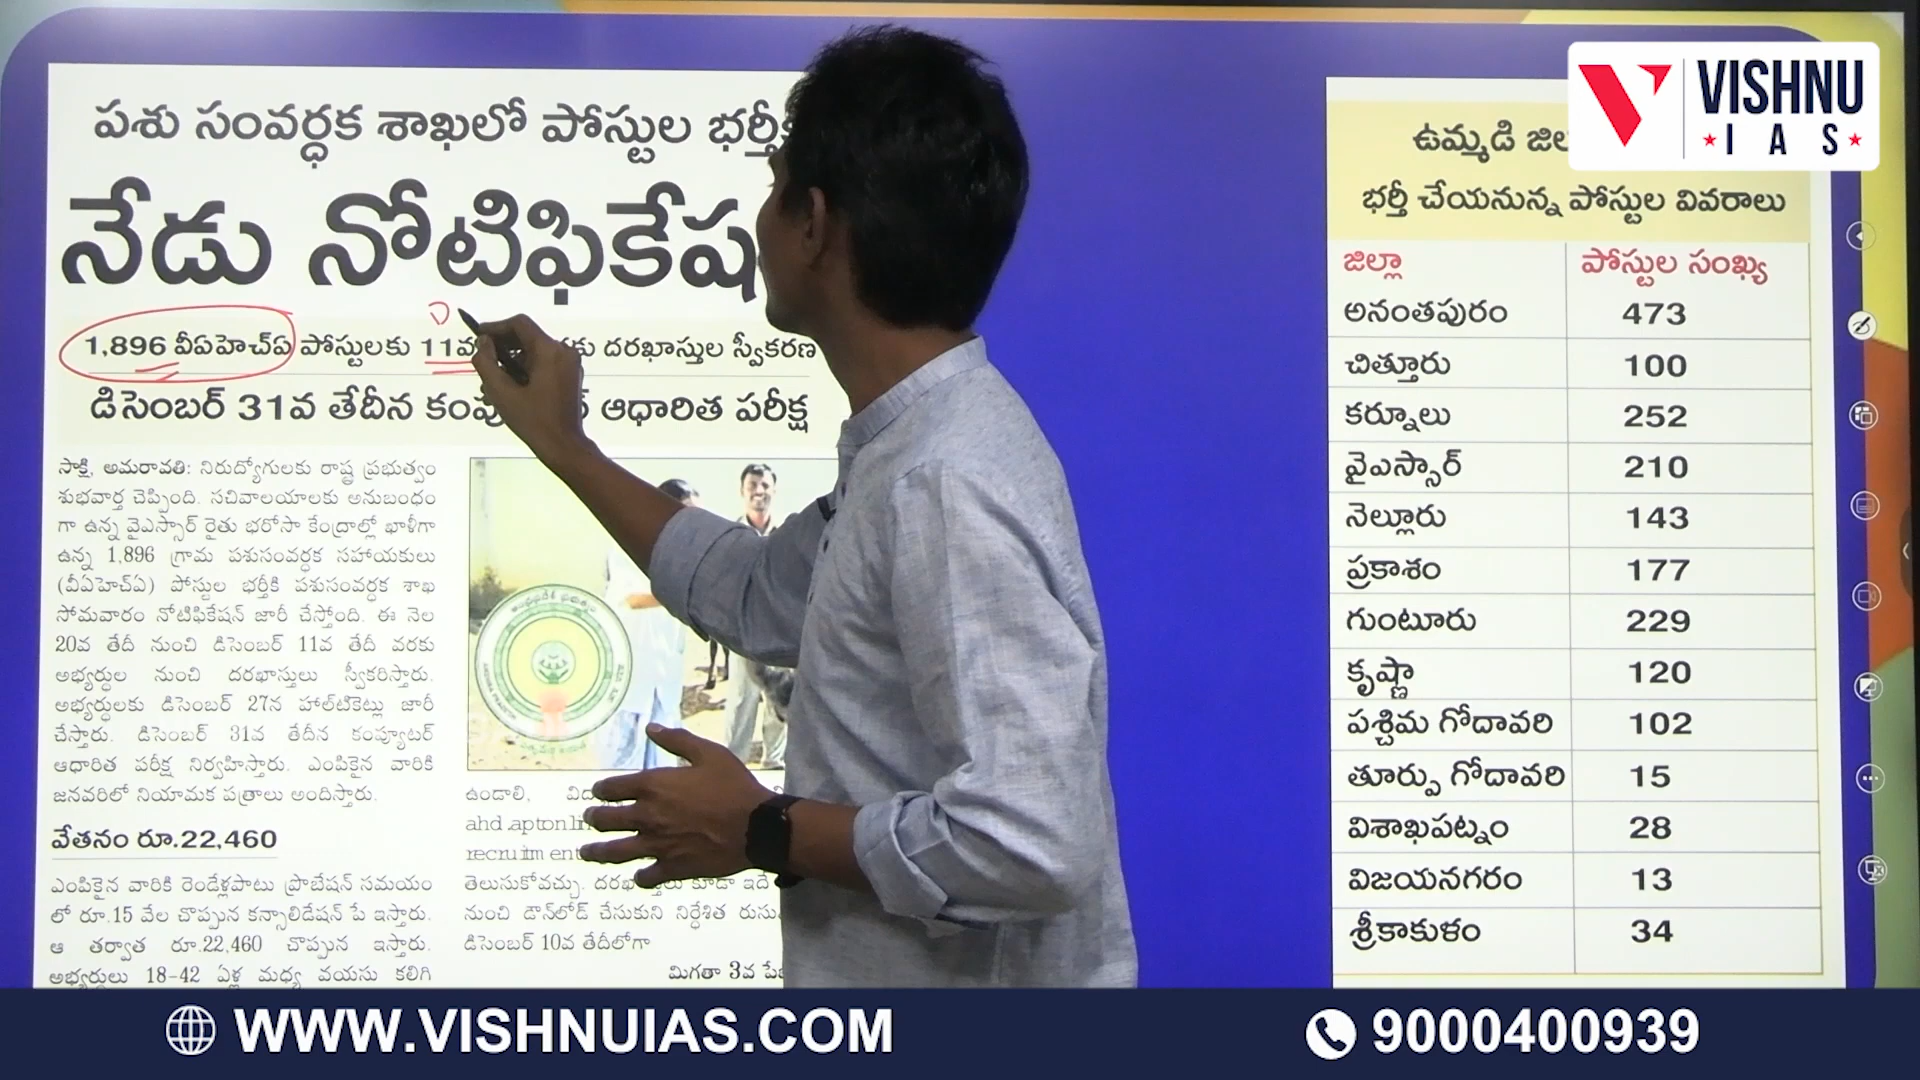 పశు సంవర్ధక శాఖలో పోస్టుల
నేడు
1,896 వీఏహెచ్ఏ పోస్టులకు 11వ దరఖాస్తుల స్వీకరణ
డిసెంబర్ 31వ తేదీన ఆధారిత పరీక్ష
సాక్షి, అమరావతి: నిరుద్యోగులకు రాష్ట్ర ప్రభుత్వం
శుభవార్త చెప్పింది. సచివాలయాలకు అనుబంధం
గా ఉన్న వైఎస్సార్ రైతు భరోసా కేంద్రాల్లో ఖాళీగా
ఉన్న 1,896 గ్రామ పశుసంవర్ధక సహాయకులు
(వీఏహెచ్ఏ) పోస్టుల భర్తీకి పశుసంవర్ధక శాఖ
సోమవారం నోటిఫికేషన్ జారీ చేస్తోంది. ఈ నెల
20వ తేదీ నుంచి డిసెంబర్ 11వ తేదీ వరకు
అభ్యర్థుల నుంచి దరఖాస్తులు స్వీకరిస్తారు.
అభ్యర్థులకు డిసెంబర్ 27న హాల్‌టికెట్లు జారీ
చేస్తారు. డిసెంబర్ 31వ తేదీన కంప్యూటర్
ఆధారిత పరీక్ష నిర్వహిస్తారు. ఎంపికైన వారికి
జనవరిలో నియామక పత్రాలు అందిస్తారు.
వేతనం రూ.22,460
ఎంపికైన వారికి రెండేళ్లపాటు ప్రొబేషన్ సమయం
లో రూ.15 వేల చొప్పున కన్సాలిడేషన్ పే ఇస్తారు.
ఆ తర్వాత రూ.22,460 చొప్పున ఇస్తారు.
అభ్యర్థులు 18-42 ఏళ్ల మధ్య వయసు కలిగి
ఉండాలి,
తెలుసుకోవచ్చు. కూడా ఇదే
నుంచి డౌన్‌లోడ్ చేసుకుని నిర్ధేశిత
డిసెంబర్ 10వ తేదీలోగా
మిగతా 3వ
ఉమ్మడి
భర్తీ చేయనున్న పోస్టుల వివరాలు
జిల్లా పోస్టుల సంఖ్య
అనంతపురం 473
చిత్తూరు 100
కర్నూలు 252
వైఎస్సార్ 210
నెల్లూరు 143
ప్రకాశం 177
గుంటూరు 229
కృష్ణా 120
పశ్చిమ గోదావరి 102
తూర్పు గోదావరి 15
విశాఖపట్నం 28
విజయనగరం 13
శ్రీకాకుళం 34
VISHNU
IAS
WWW.VISHNUIAS.COM
9000400939